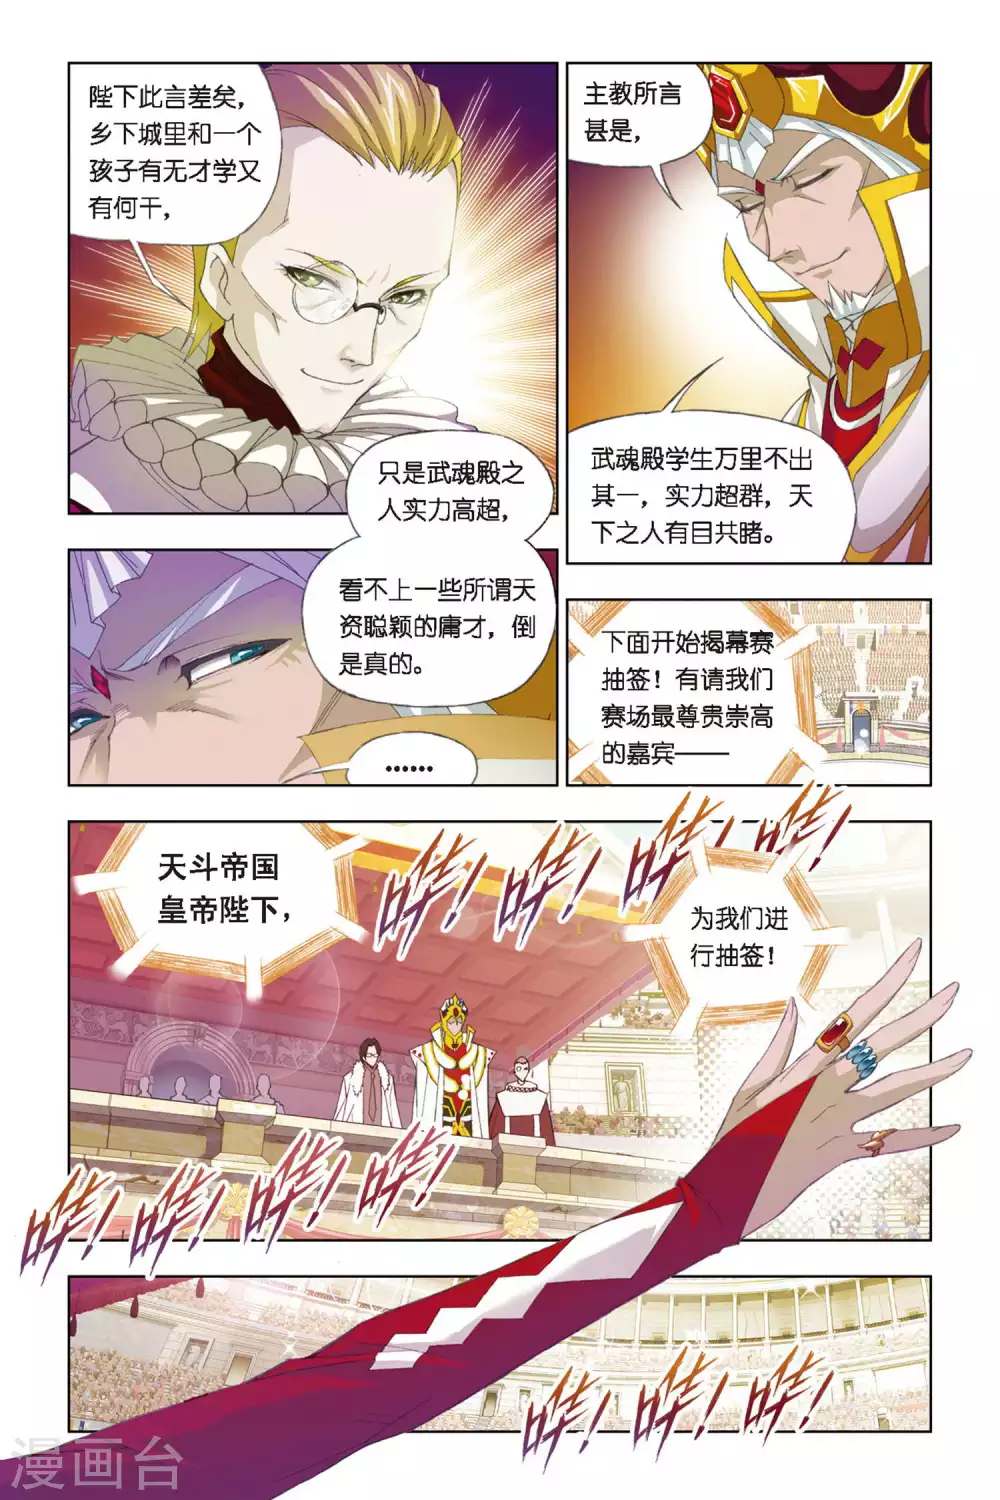 陛下此言差矣，
乡下城里和一个
孩子有无才学又
有何干，
主教所言
甚是，
只是武魂殿之
人实力高超，
武魂殿学生万里不出
其一，实力超群，天
下之人有目共睹。
看不上一些所谓天
资聪颖的庸才，倒
是真的。
……
下面开始揭幕赛
抽签！有请我们
赛场最尊贵崇高
的嘉宾——
天斗帝国
皇帝陛下，
哗！哗！哗！哗！
为我们进
行抽签！
哗！哗！哗！哗！
哗！哗！哗！
漫画台